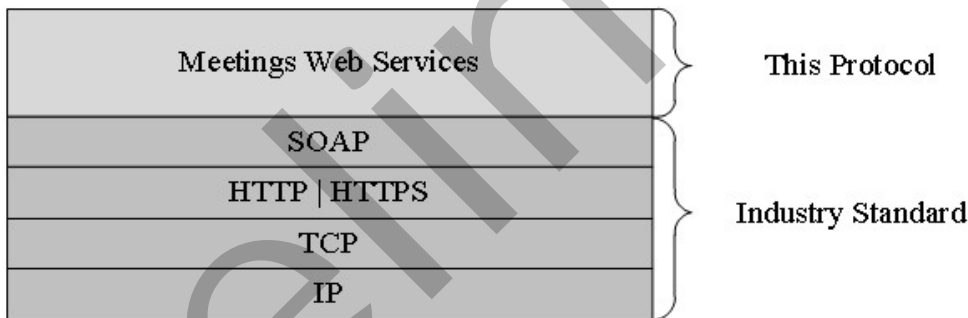 Meetings Web Services
This Protocol
SOAP
HTTP | HTTPS
Industry Standard
TCP
IP